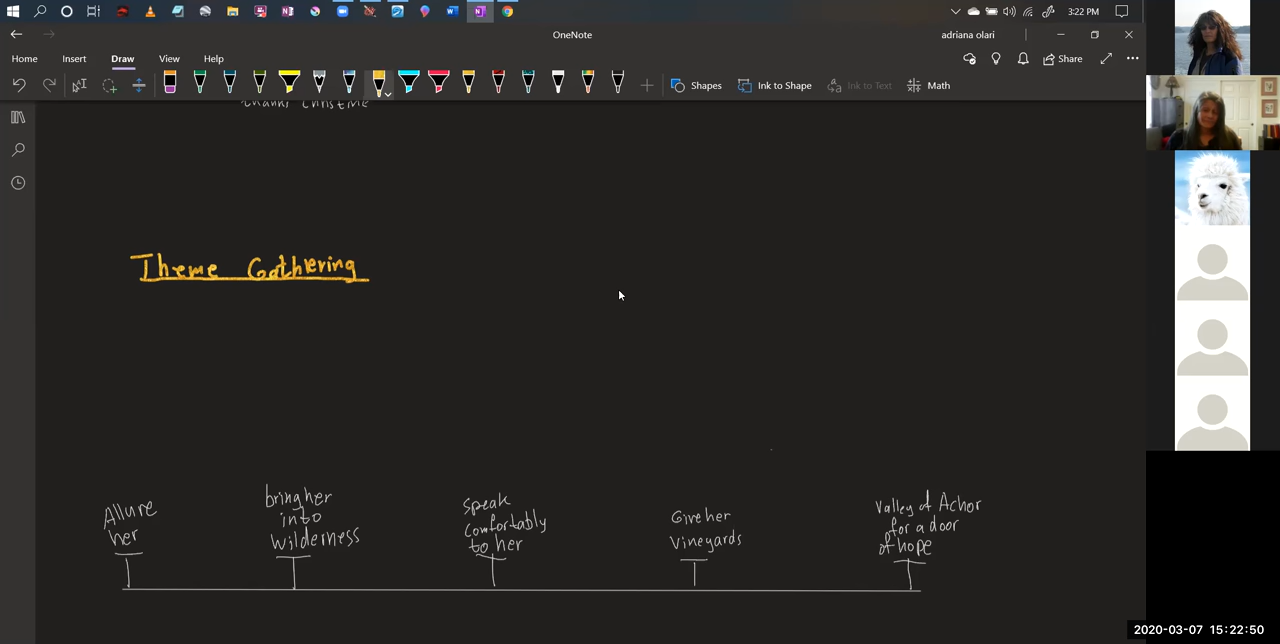 3:22 PM
OneNote
adriana olari
Home Insert Draw View Help
Share
Shapes Ink to Shape Ink to Text Math
thanks Christine
Theme Gathering
Allure
her
bring her
into
wilderness
Speak
comfortably
to her
Give her
Vineyards
Valley of Achor
for a door
of hope
2020-03-07 15:22:50